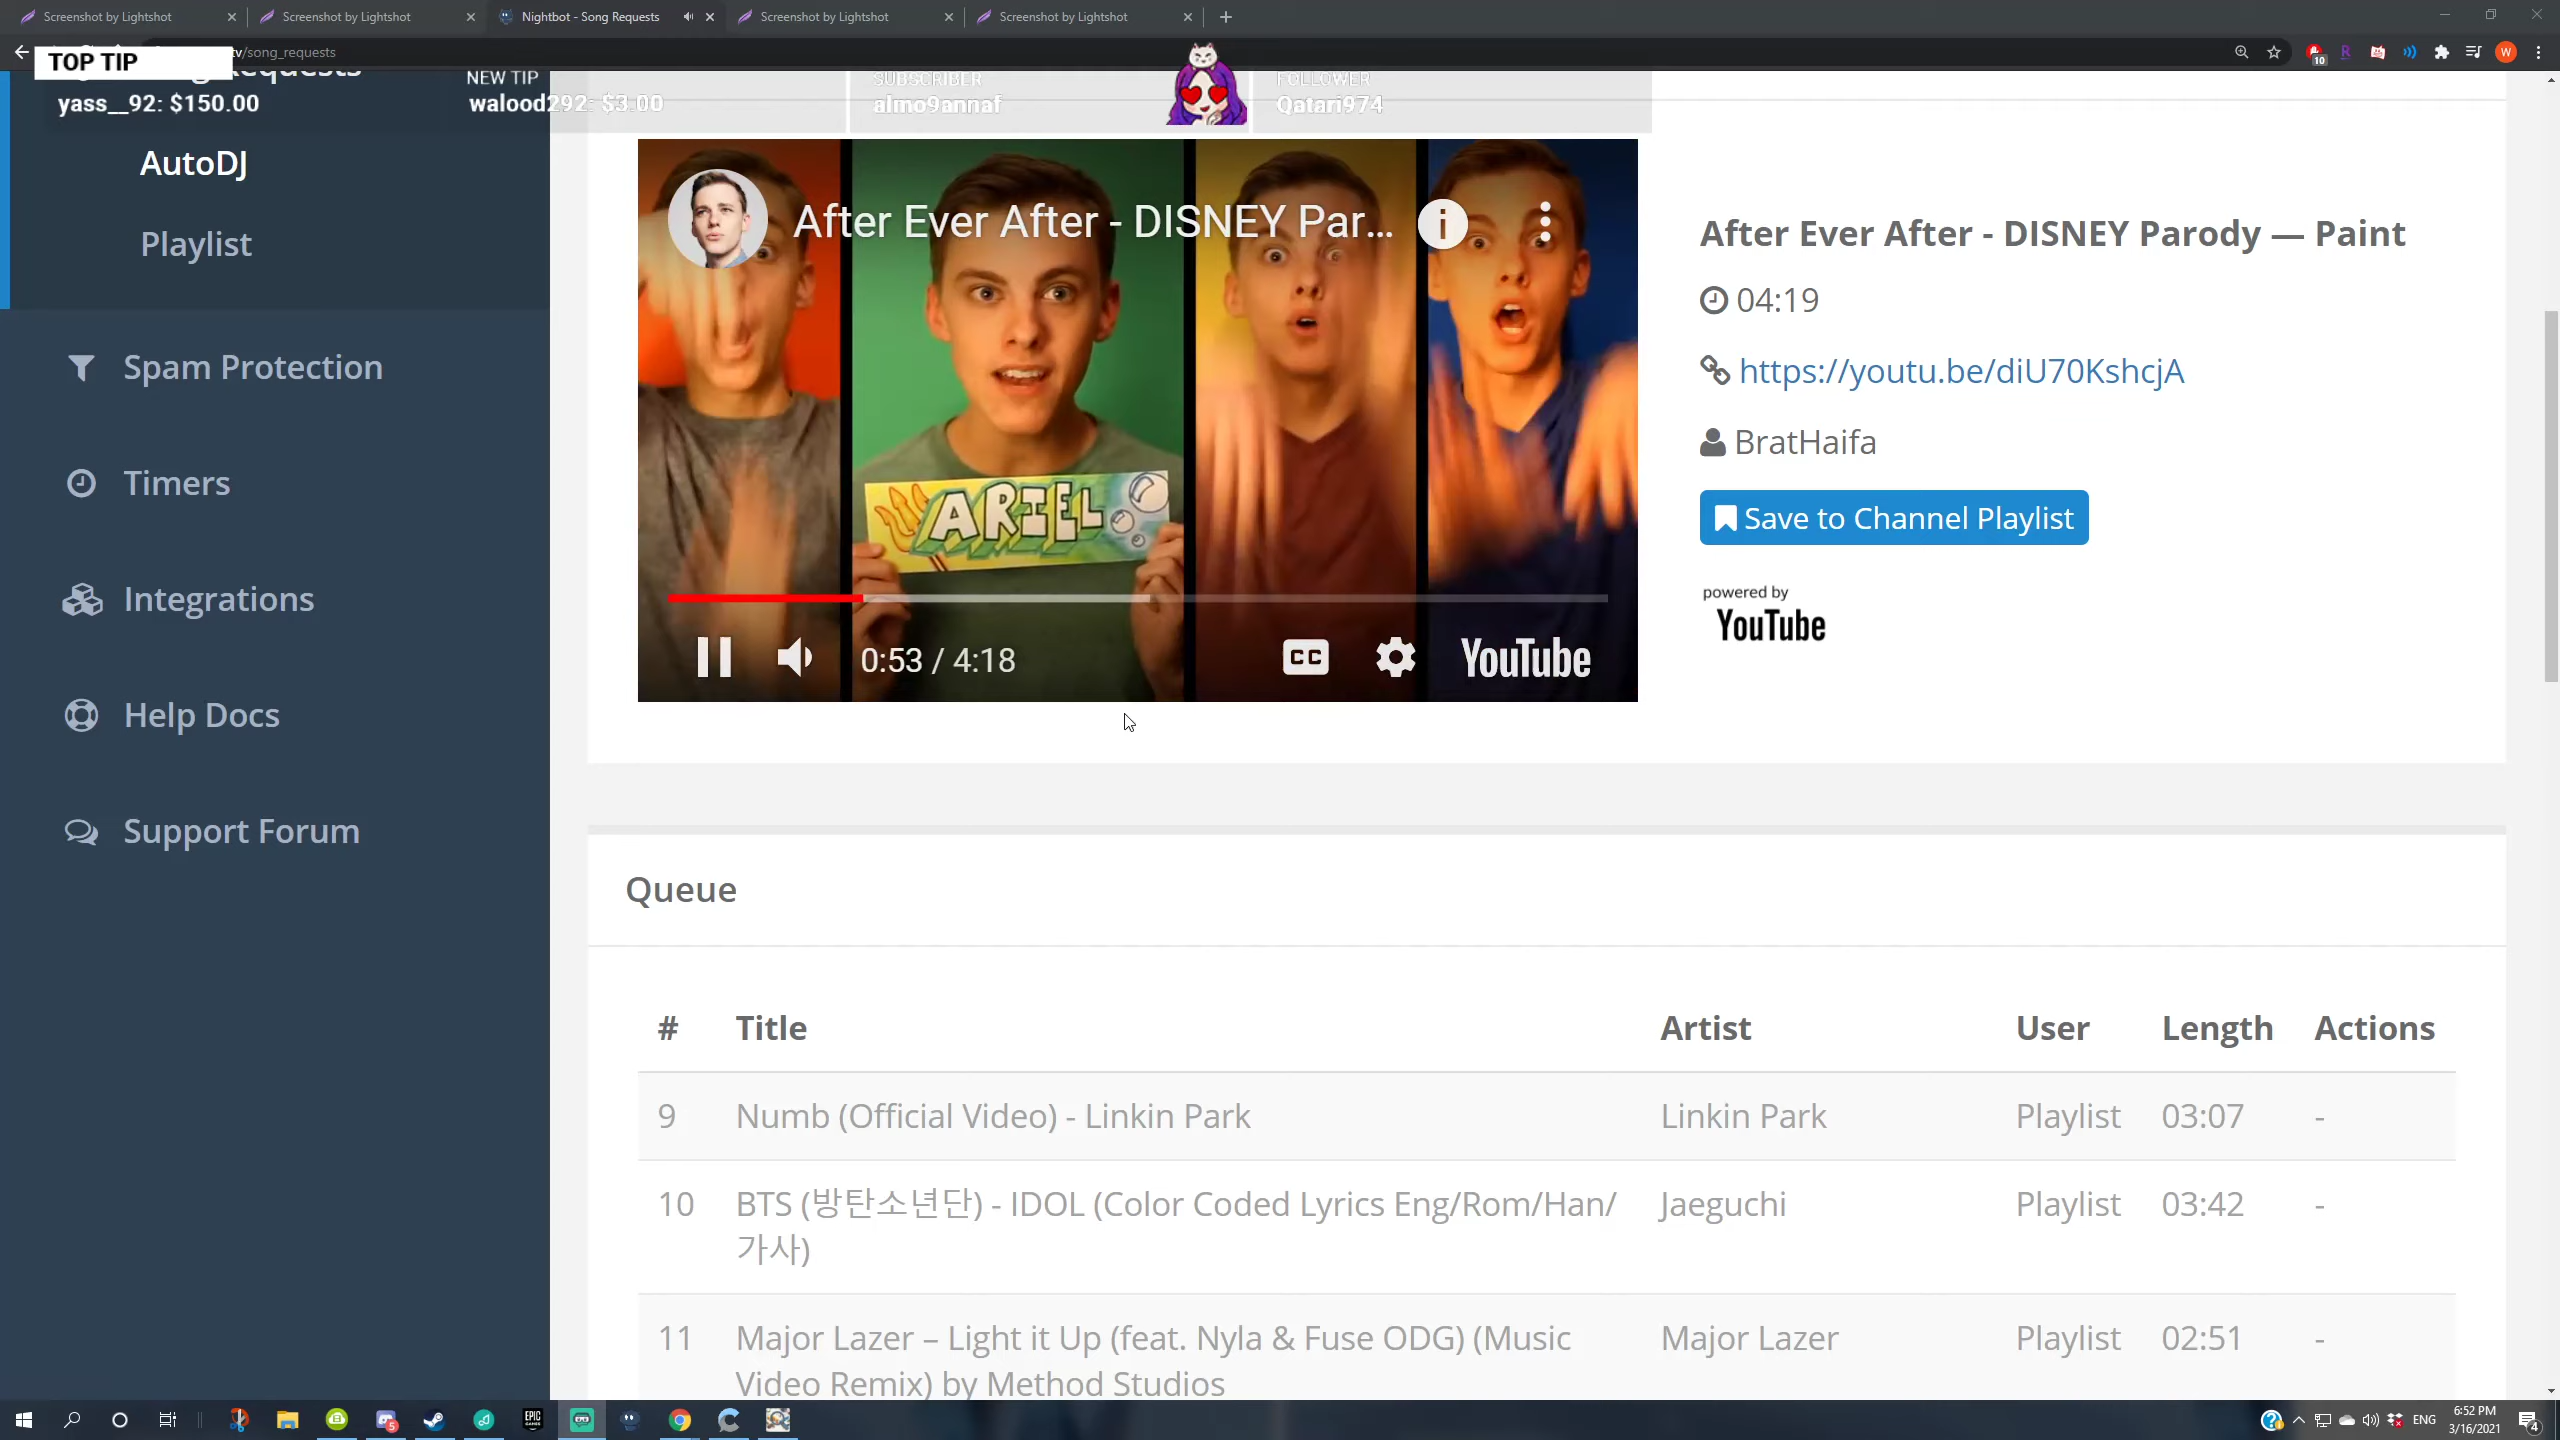 Screenshot by Lightshot
Screenshot by Lightshot
Nightbot - Song Requests
Screenshot by Lightshot
Screenshot by Lightshot
tv/song_requests
10
W
TOP TIP
yass__92: $150.00
NEW TIP
walood292: $3.00
SUBSCRIBER
almo9annaf
FOLLOWER
Qatari974
AutoDJ
Playlist
Spam Protection
Timers
Integrations
Help Docs
Support Forum
After Ever After - DISNEY Par...
ARIEL
0:53 / 4:18
CC
YouTube
After Ever After - DISNEY Parody — Paint
04:19
https://youtu.be/diU70KshcjA
BratHaifa
Save to Channel Playlist
powered by
YouTube
Queue
# Title Artist User Length Actions
9 Numb (Official Video) - Linkin Park Linkin Park Playlist 03:07 -
10 BTS (방탄소년단) - IDOL (Color Coded Lyrics Eng/Rom/Han/ Jaeguchi Playlist 03:42 -
가사)
11 Major Lazer – Light it Up (feat. Nyla & Fuse ODG) (Music Major Lazer Playlist 02:51 -
Video Remix) by Method Studios
EPIC
GAMES
5
ENG
6:52 PM
3/16/2021
4